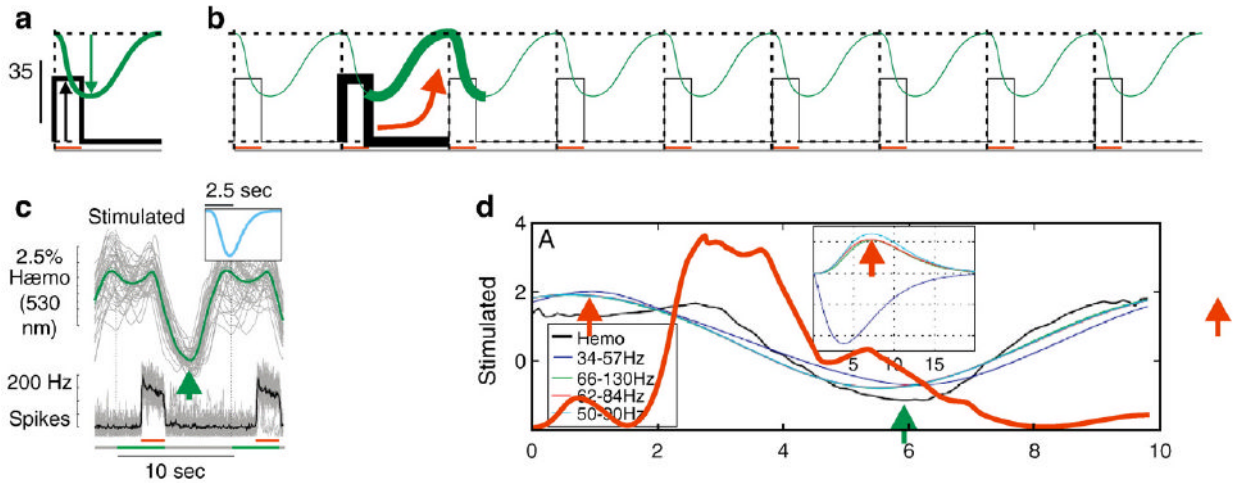 a
35
b
c
Stimulated
2.5 sec
2.5%
Hæmo
(530
nm)
200 Hz
Spikes
10 sec
d
A
Stimulated
4
2
0
Hemo
34-57Hz
66-130Hz
62-84Hz
50-90Hz
5 10 15
0 2 4 6 8 10